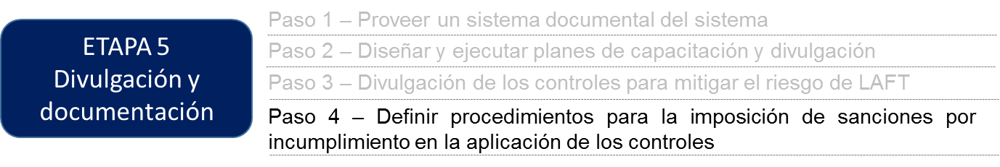 ETAPA 5
Divulgación y
documentación
Paso 1 – Proveer un sistema documental del sistema
Paso 2 – Diseñar y ejecutar planes de capacitación y divulgación
Paso 3 – Divulgación de los controles para mitigar el riesgo de LAFT
Paso 4 – Definir procedimientos para la imposición de sanciones por
incumplimiento en la aplicación de los controles